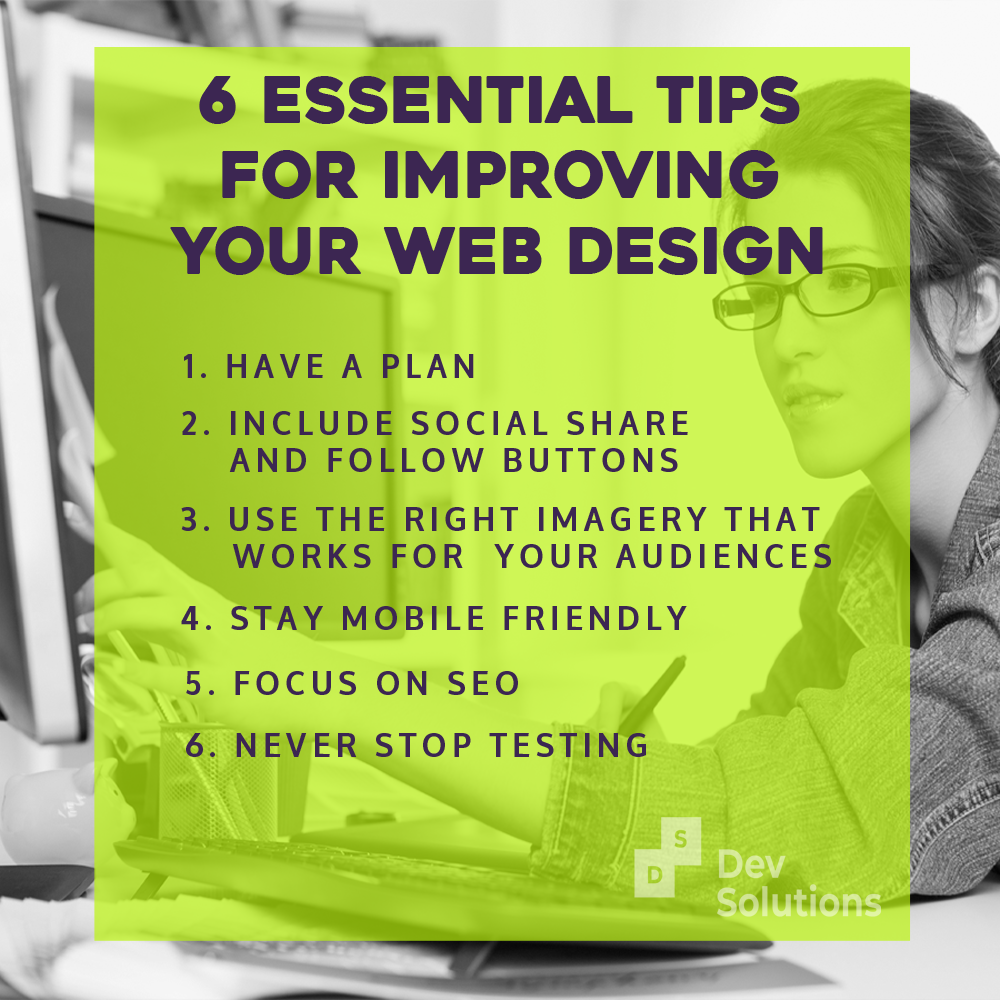 6 ESSENTIAL TIPS
FOR IMPROVING
YOUR WEB DESIGN
1. HAVE A PLAN
2. INCLUDE SOCIAL SHARE
AND FOLLOW BUTTONS
3. USE THE RIGHT IMAGERY THAT
WORKS FOR YOUR AUDIENCES
4. STAY MOBILE FRIENDLY
5. FOCUS ON SEO
6. NEVER STOP TESTING
S
D
Dev
Solutions